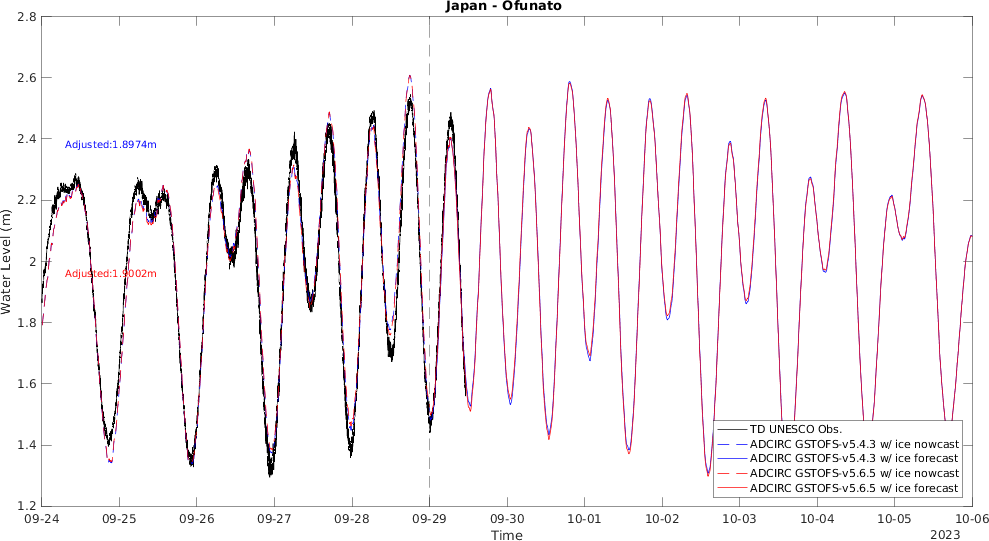 Japan - Ofunato
2.8
2.6
2.4
2.2
2
1.8
1.6
1.4
1.2
Water Level (m)
Adjusted:1.8974m
Adjusted:1.9002m
TD UNESCO Obs.
ADCIRC GSTOFS-v5.4.3 w/ ice nowcast
ADCIRC GSTOFS-v5.4.3 w/ ice forecast
ADCIRC GSTOFS-v5.6.5 w/ ice nowcast
ADCIRC GSTOFS-v5.6.5 w/ ice forecast
09-24 09-25 09-26 09-27 09-28 09-29 09-30 10-01 10-02 10-03 10-04 10-05 10-06
Time
2023